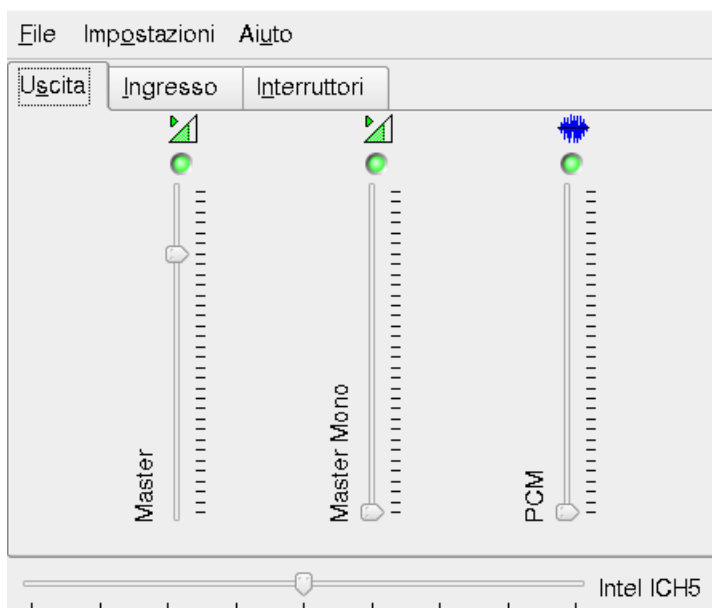 File Impostazioni Aiuto
Uscita Ingresso Interruttori
Master
Master Mono
PCM
Intel ICH5